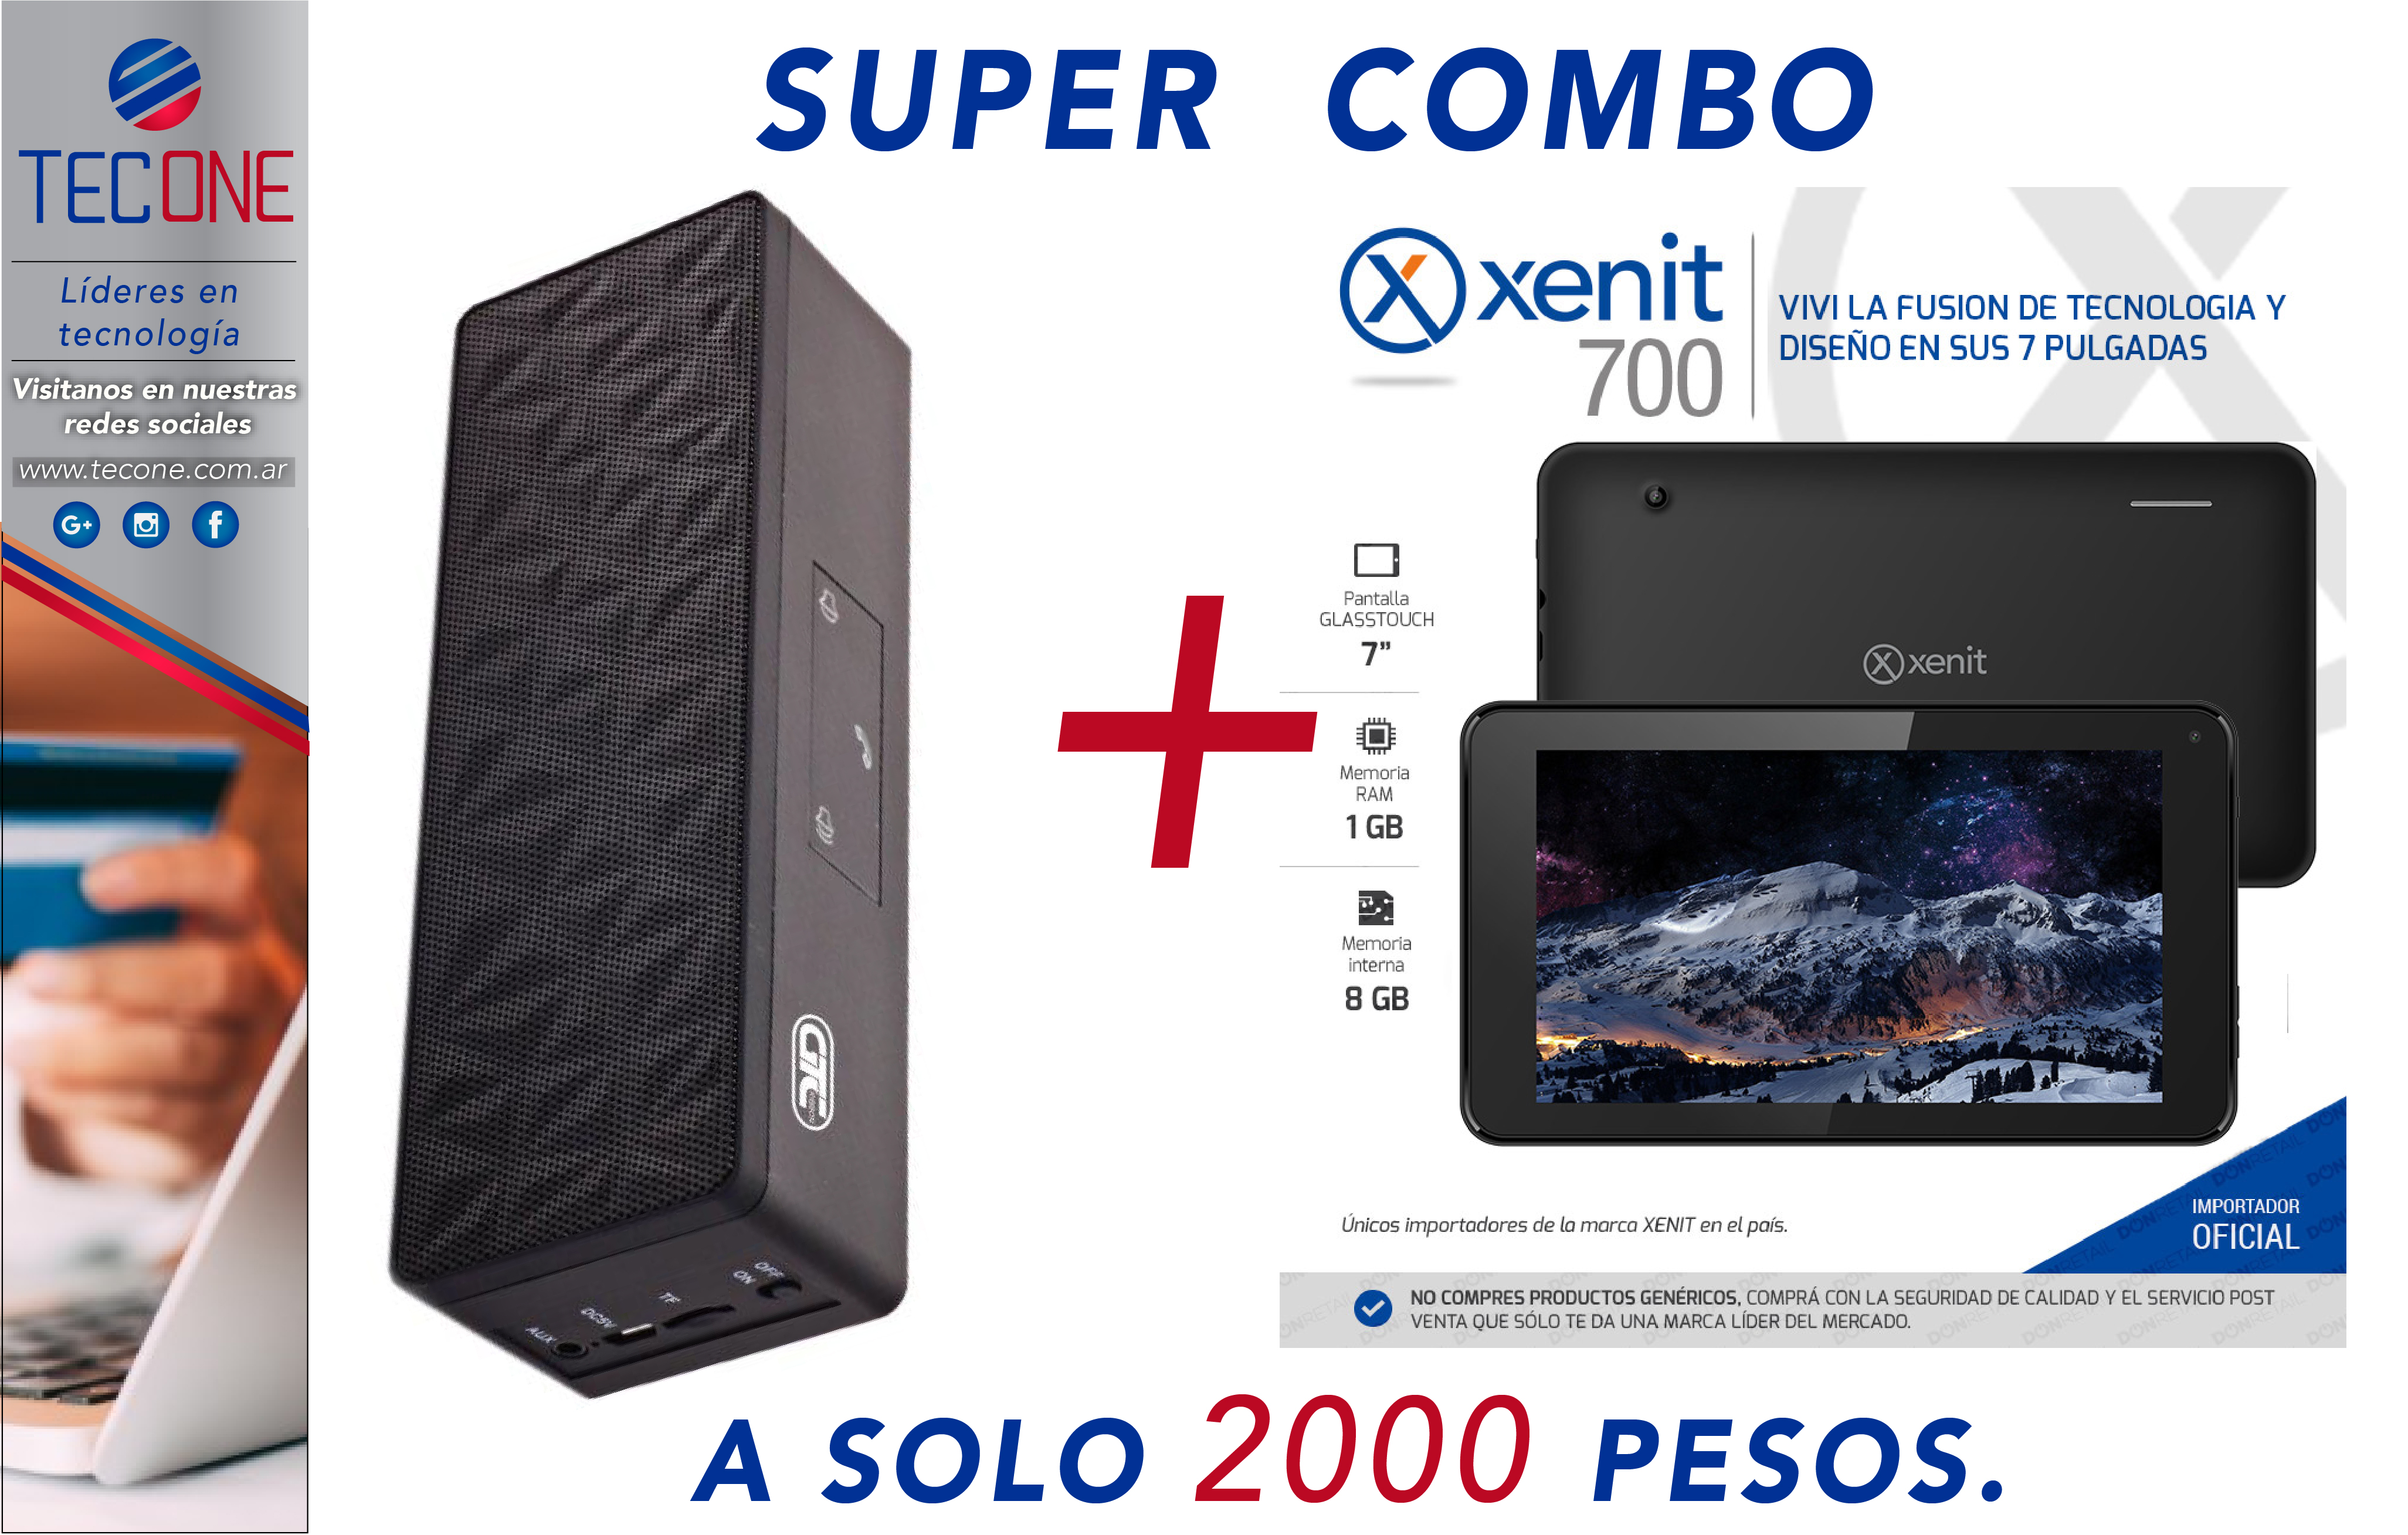 TECONE
Líderes en
tecnología
Visitanos en nuestras
redes sociales
www.tecone.com.ar
G+
f
SUPER COMBO
AUX
DC5V
TF
ON
OFF
xenit
700
VIVI LA FUSION DE TECNOLOGIA Y
DISEÑO EN SUS 7 PULGADAS
Pantalla
GLASSTOUCH
7”
Memoria
RAM
1 GB
Memoria
interna
8 GB
xenit
Únicos importadores de la marca XENIT en el país.
IMPORTADOR
OFICIAL
NO COMPRES PRODUCTOS GENÉRICOS, COMPRÁ CON LA SEGURIDAD DE CALIDAD Y EL SERVICIO POST
VENTA QUE SÓLO TE DA UNA MARCA LÍDER DEL MERCADO.
DONRETAIL
A SOLO 2000 PESOS.